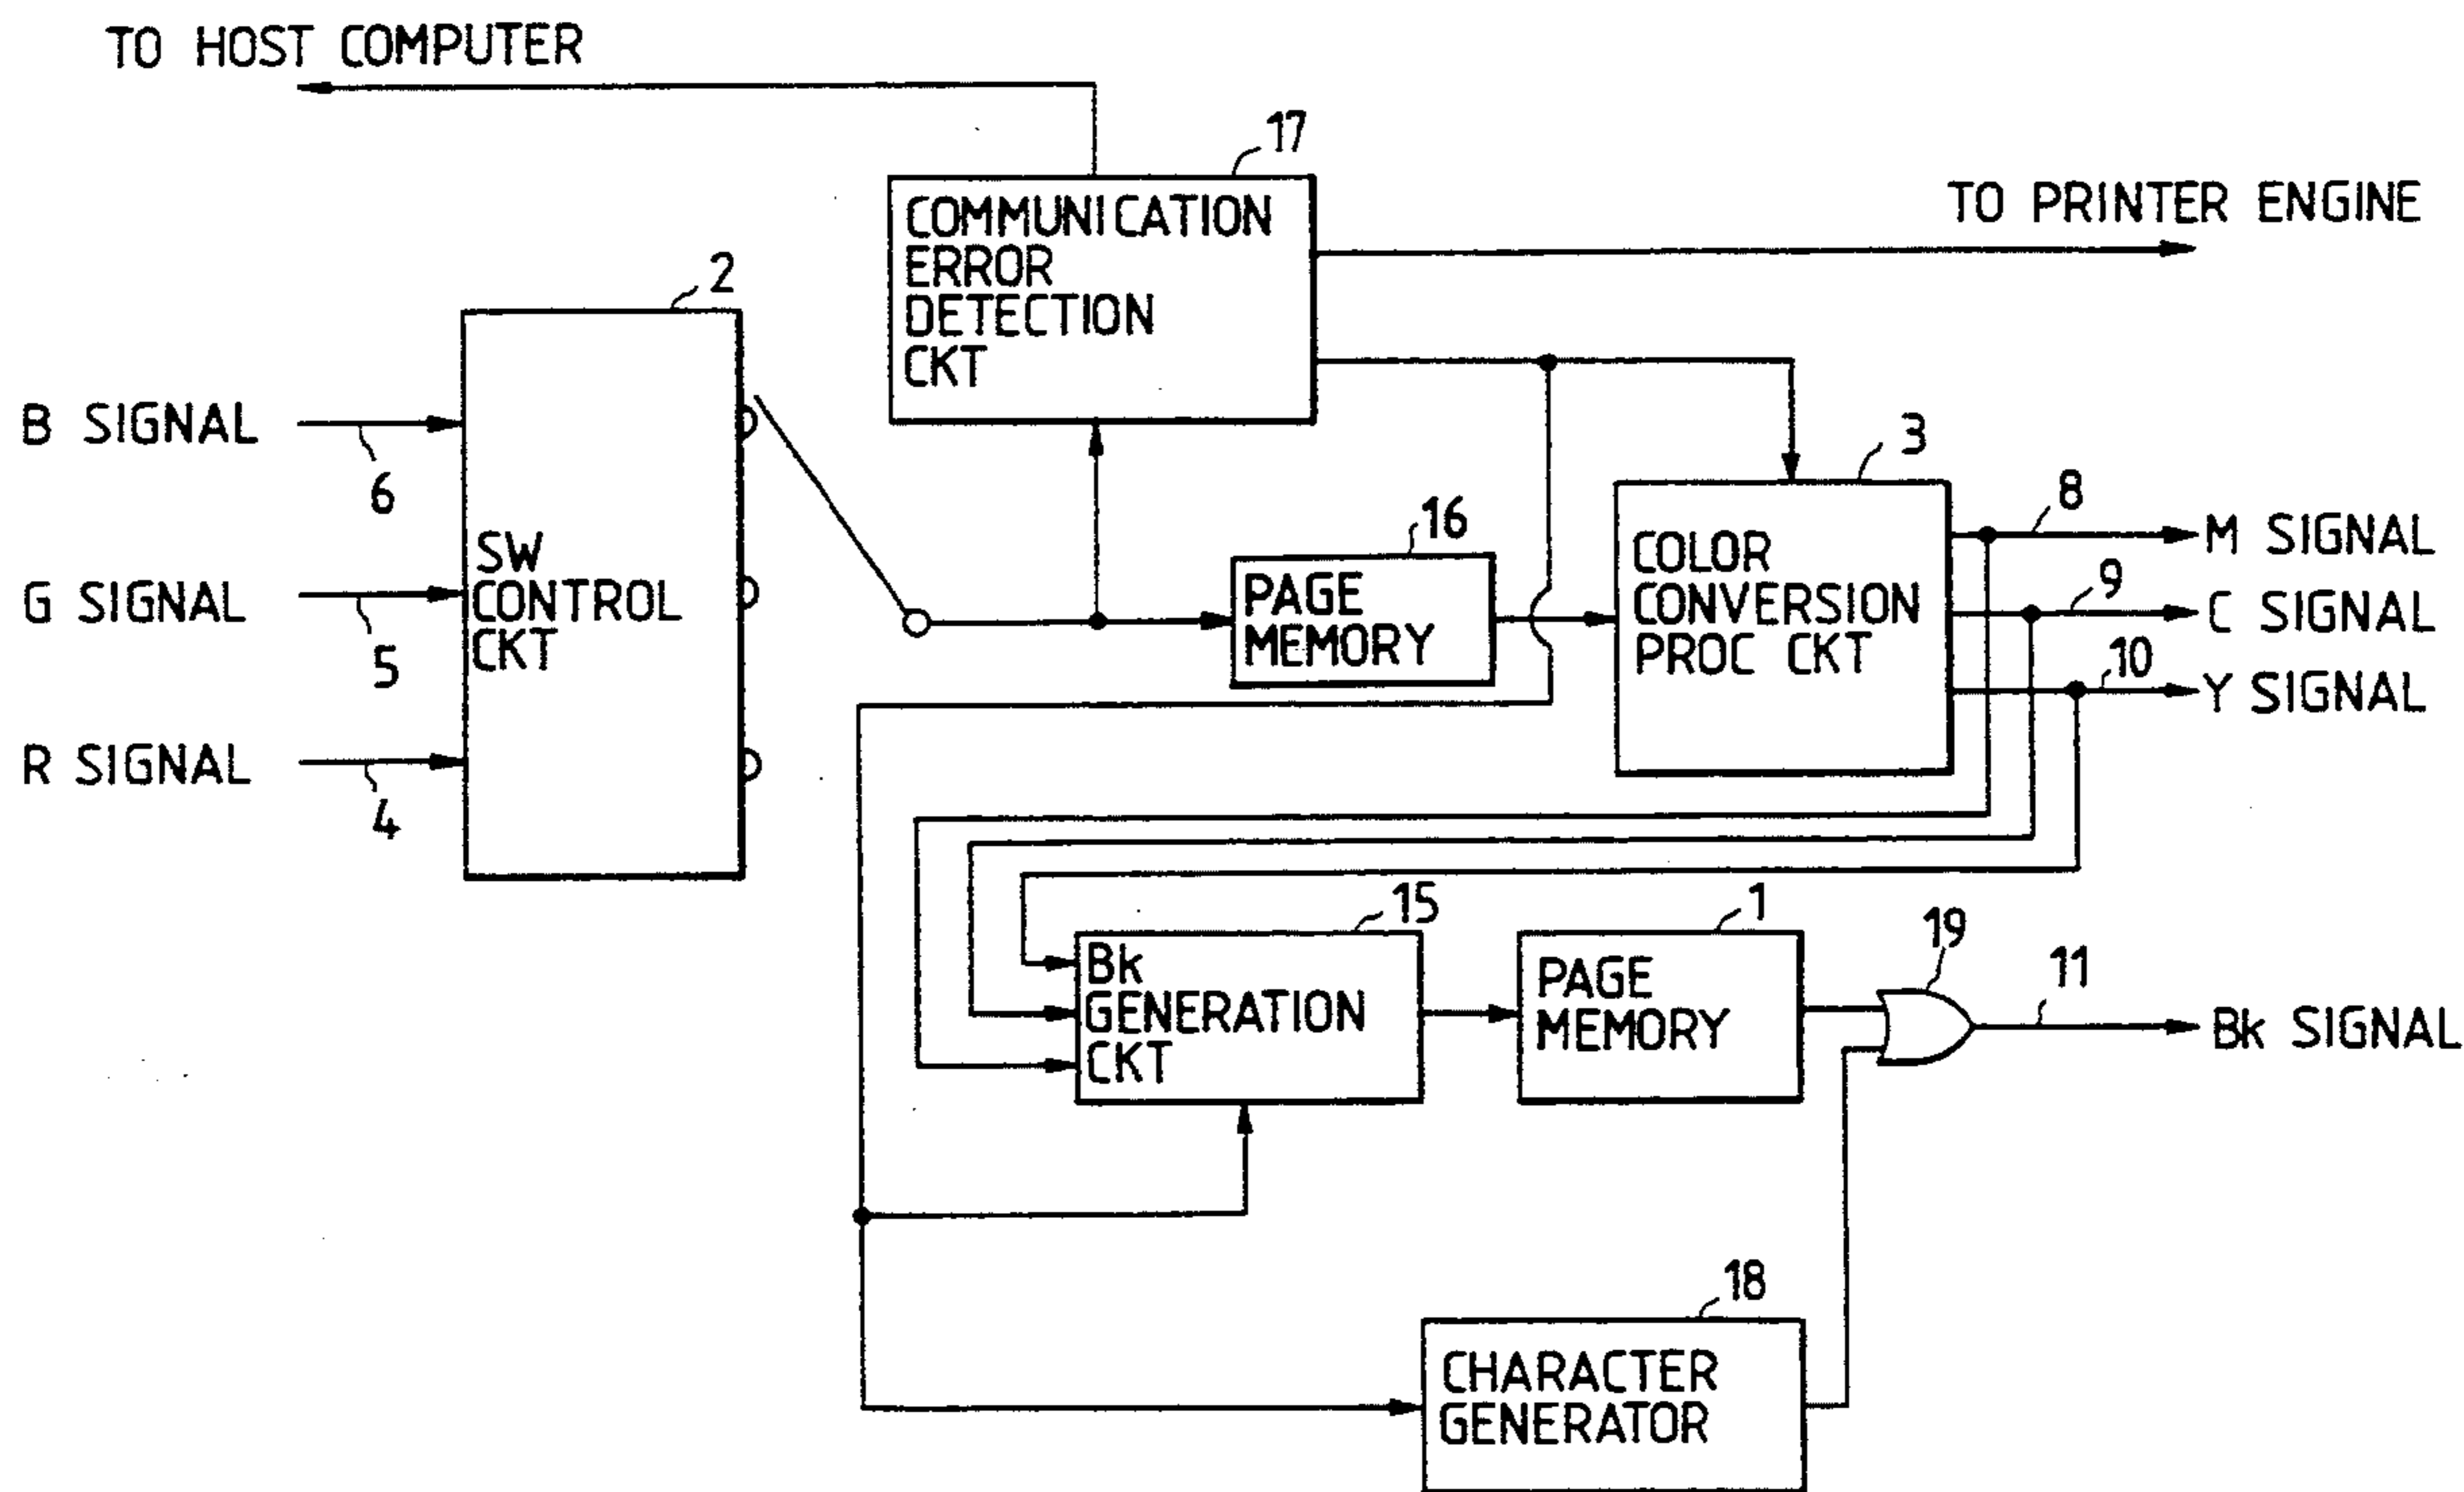 TO HOST COMPUTER
17
COMMUNICATION
ERROR
DETECTION
CKT
TO PRINTER ENGINE
2
B SIGNAL
6
G SIGNAL
5
R SIGNAL
4
SW
CONTROL
CKT
16
PAGE
MEMORY
3
COLOR
CONVERSION
PROC CKT
8
M SIGNAL
9
C SIGNAL
10
Y SIGNAL
15
Bk
GENERATION
CKT
1
PAGE
MEMORY
19
11
Bk SIGNAL
18
CHARACTER
GENERATOR